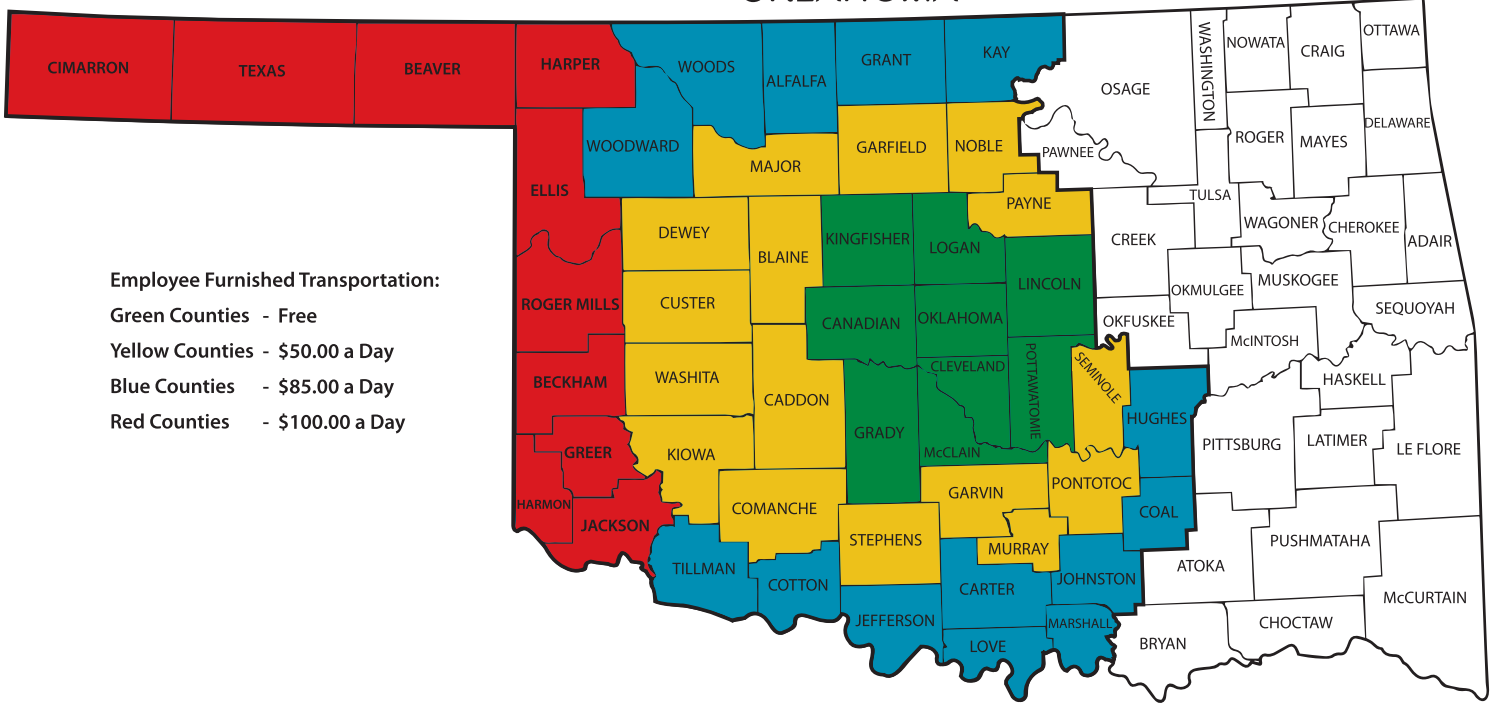 CIMARRON
TEXAS
BEAVER
HARPER
WOODS
ALFALFA
GRANT
KAY
OSAGE
WASHINGTON
NOWATA
CRAIG
OTTAWA
WOODWARD
MAJOR
GARFIELD
NOBLE
PAWNEE
ROGER
MAYES
DELAWARE
ELLIS
DEWEY
BLAINE
KINGFISHER
LOGAN
PAYNE
CREEK
TULSA
WAGONER
CHEROKEE
ADAIR
Employee Furnished Transportation:
Green Counties - Free
Yellow Counties - $50.00 a Day
Blue Counties - $85.00 a Day
Red Counties - $100.00 a Day
ROGER MILLS
CUSTER
CANADIAN
OKLAHOMA
LINCOLN
OKFUSKEE
OKMULGEE
MUSKOGEE
SEQUOYAH
McINTOSH
BECKHAM
WASHITA
CADDON
GRADY
CLEVELAND
POTTAWATOMIE
SEMINOLE
HUGHES
HASKELL
GREER
KIOWA
McCLAIN
PITTSBURG
LATIMER
LE FLORE
HARMON
JACKSON
COMANCHE
GARVIN
PONTOTOC
COAL
STEPHENS
MURRAY
ATOKA
PUSHMATAHA
TILLMAN
COTTON
CARTER
JOHNSTON
McCURTAIN
JEFFERSON
LOVE
MARSHALL
BRYAN
CHOCTAW